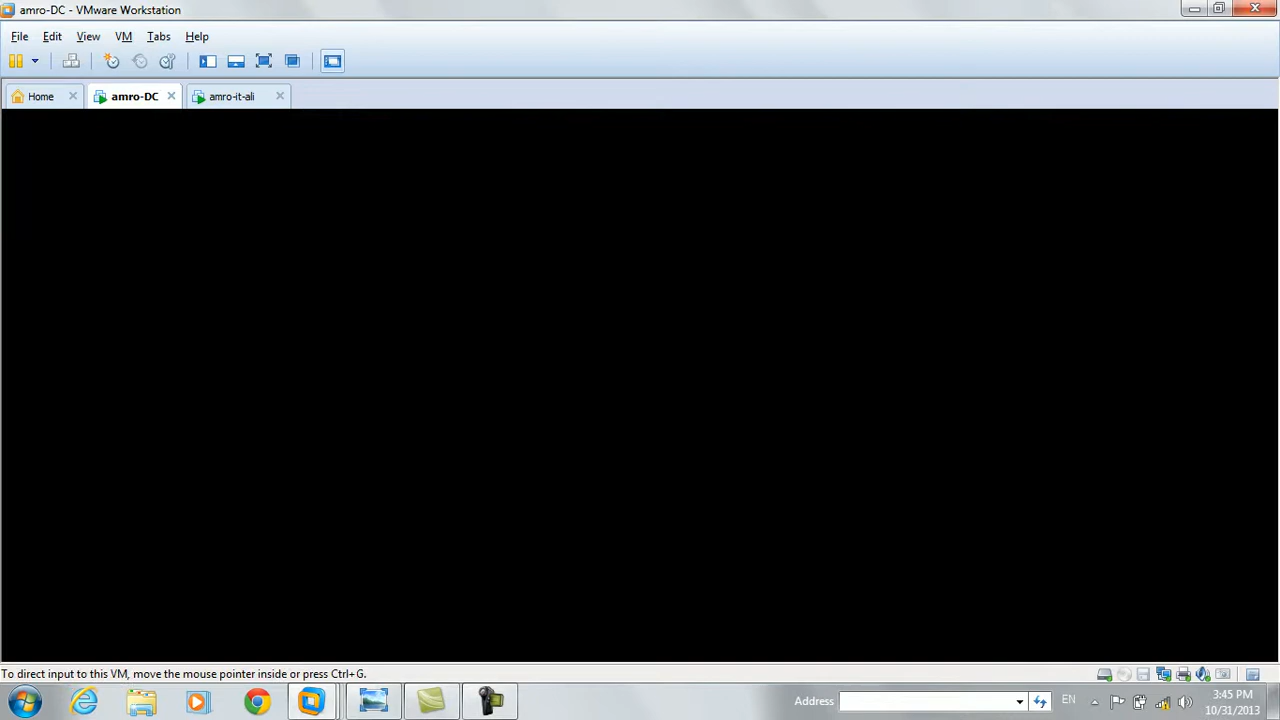 amro-DC - VMware Workstation
File Edit View VM Tabs Help
Home amro-DC amro-it-ali
To direct input to this VM, move the mouse pointer inside or press Ctrl+G.
Address EN 3:45 PM
10/31/2013